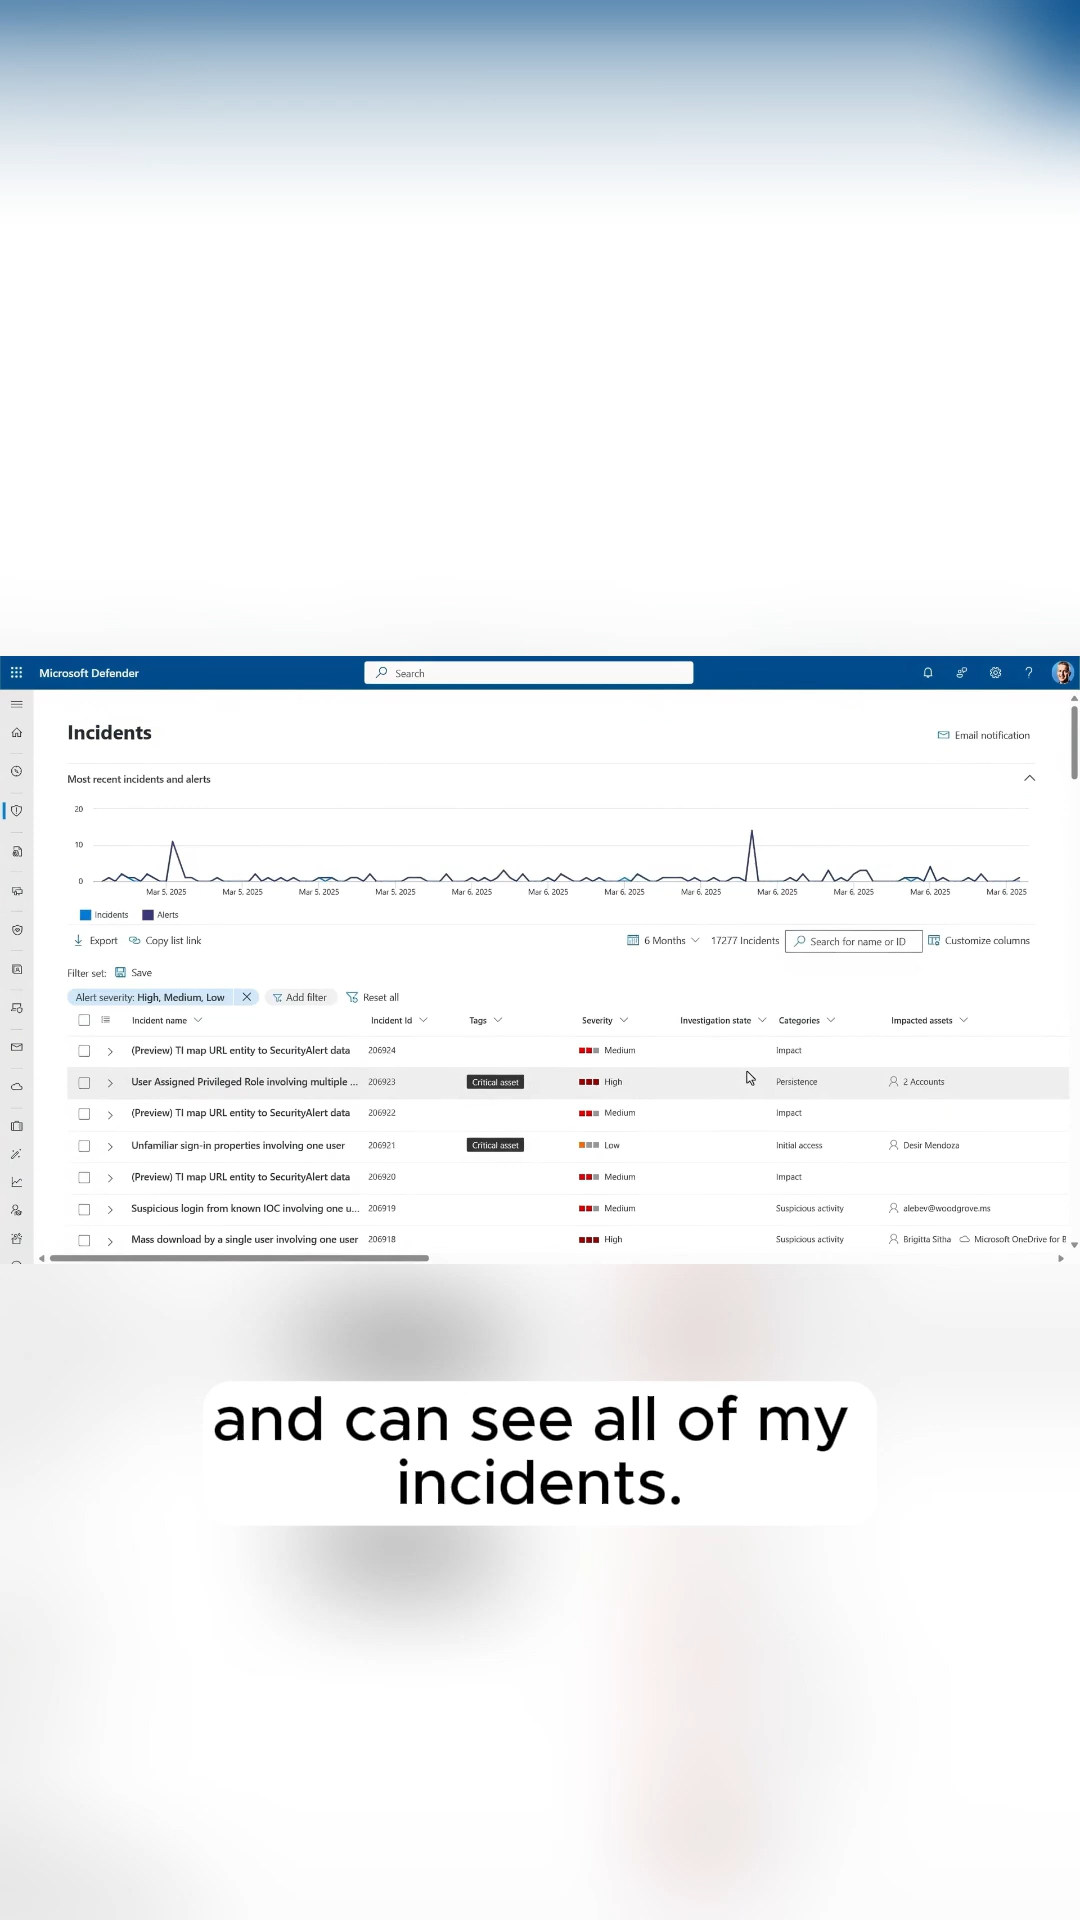 Microsoft Defender
Search
Incidents
Email notification
Most recent incidents and alerts
20
10
0
Mar 5, 2025 Mar 5, 2025 Mar 5, 2025 Mar 5, 2025 Mar 6, 2025 Mar 6, 2025 Mar 6, 2025 Mar 6, 2025 Mar 6, 2025 Mar 6, 2025 Mar 6, 2025 Mar 6, 2025
Incidents Alerts
Export Copy list link 6 Months 17277 Incidents Search for name or ID Customize columns
Filter set: Save
Alert severity: High, Medium, Low Add filter Reset all
Incident name Incident Id Tags Severity Investigation state Categories Impacted assets
(Preview) TI map URL entity to SecurityAlert data 206924 Medium Impact
User Assigned Privileged Role involving multiple ... 206923 Critical asset High Persistence 2 Accounts
(Preview) TI map URL entity to SecurityAlert data 206922 Medium Impact
Unfamiliar sign-in properties involving one user 206921 Critical asset Low Initial access Desir Mendoza
(Preview) TI map URL entity to SecurityAlert data 206920 Medium Impact
Suspicious login from known IOC involving one u... 206919 Medium Suspicious activity alebev@woodgrove.ms
Mass download by a single user involving one user 206918 High Suspicious activity Brigitta Sitha Microsoft OneDrive for B
and can see all of my
incidents.